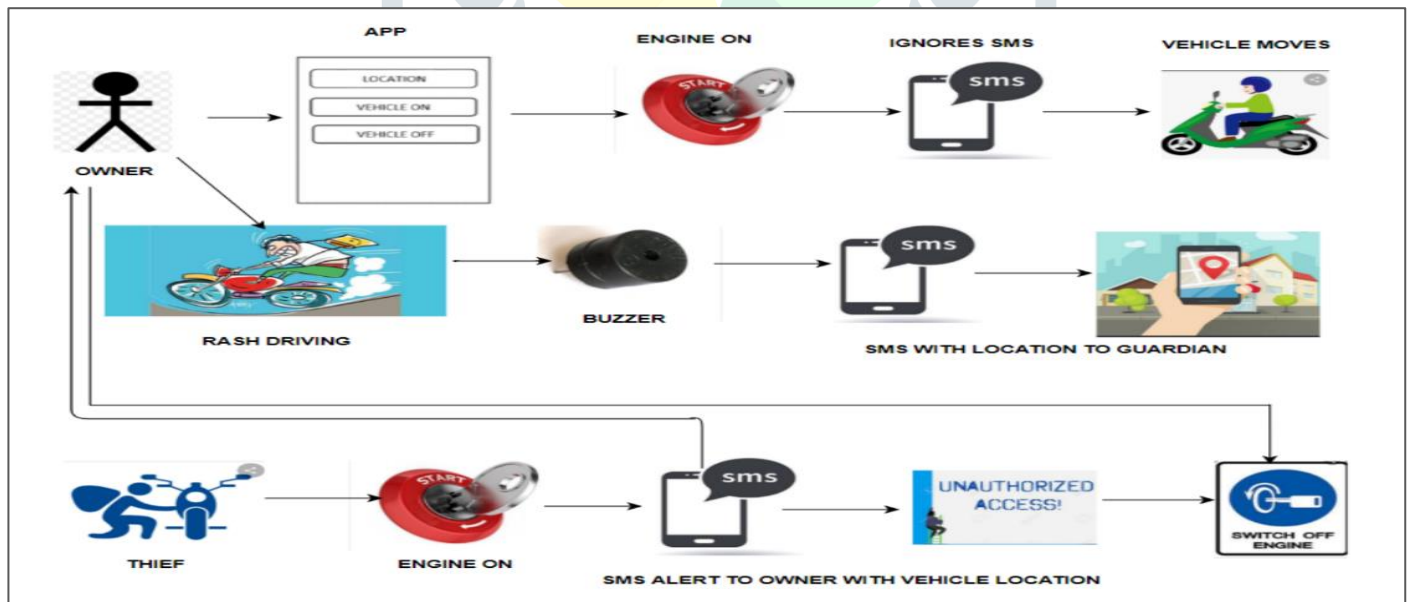 APP
ENGINE ON
IGNORES SMS
VEHICLE MOVES
LOCATION
VEHICLE ON
VEHICLE OFF
START
sms
OWNER
sms
BUZZER
RASH DRIVING
SMS WITH LOCATION TO GUARDIAN
START
sms
UNAUTHORIZED
ACCESS!
SWITCH OFF
ENGINE
THIEF
ENGINE ON
SMS ALERT TO OWNER WITH VEHICLE LOCATION